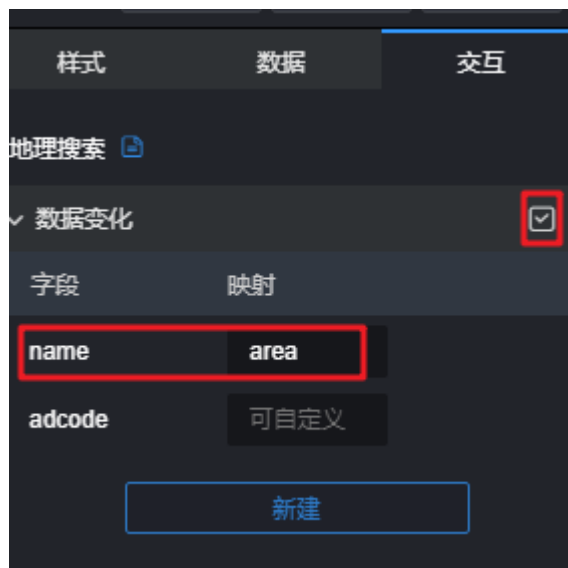 样式 数据 交互
地理搜索
数据变化
字段 映射
name area
adcode 可自定义
新建